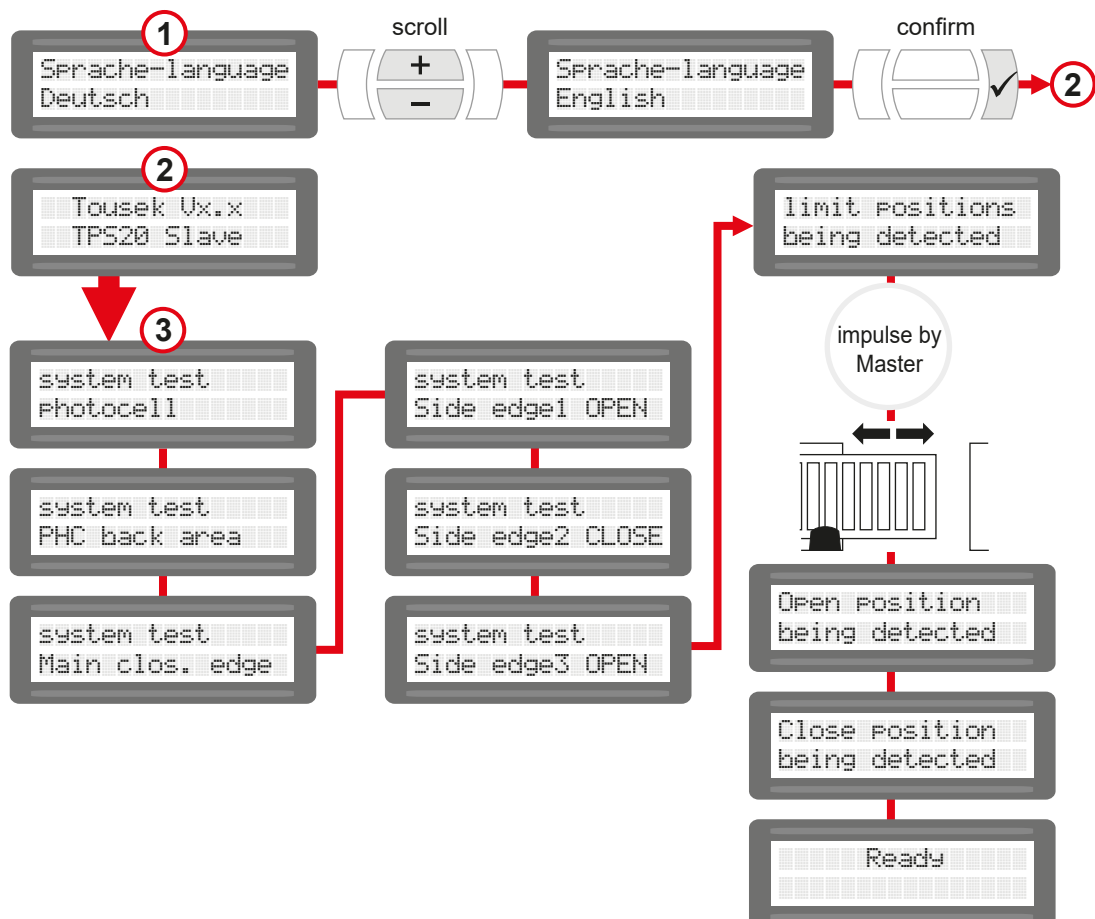 1
scroll
confirm
Sprache-language
Deutsch
+
−
Sprache-language
English
✓
2
2
Tousek Vx.x
TPS20 Slave
3
system test
photocell
system test
PHC back area
system test
Main clos. edge
system test
Side edge1 OPEN
system test
Side edge2 CLOSE
system test
Side edge3 OPEN
limit positions
being detected
impulse by
Master
Open position
being detected
Close position
being detected
Ready